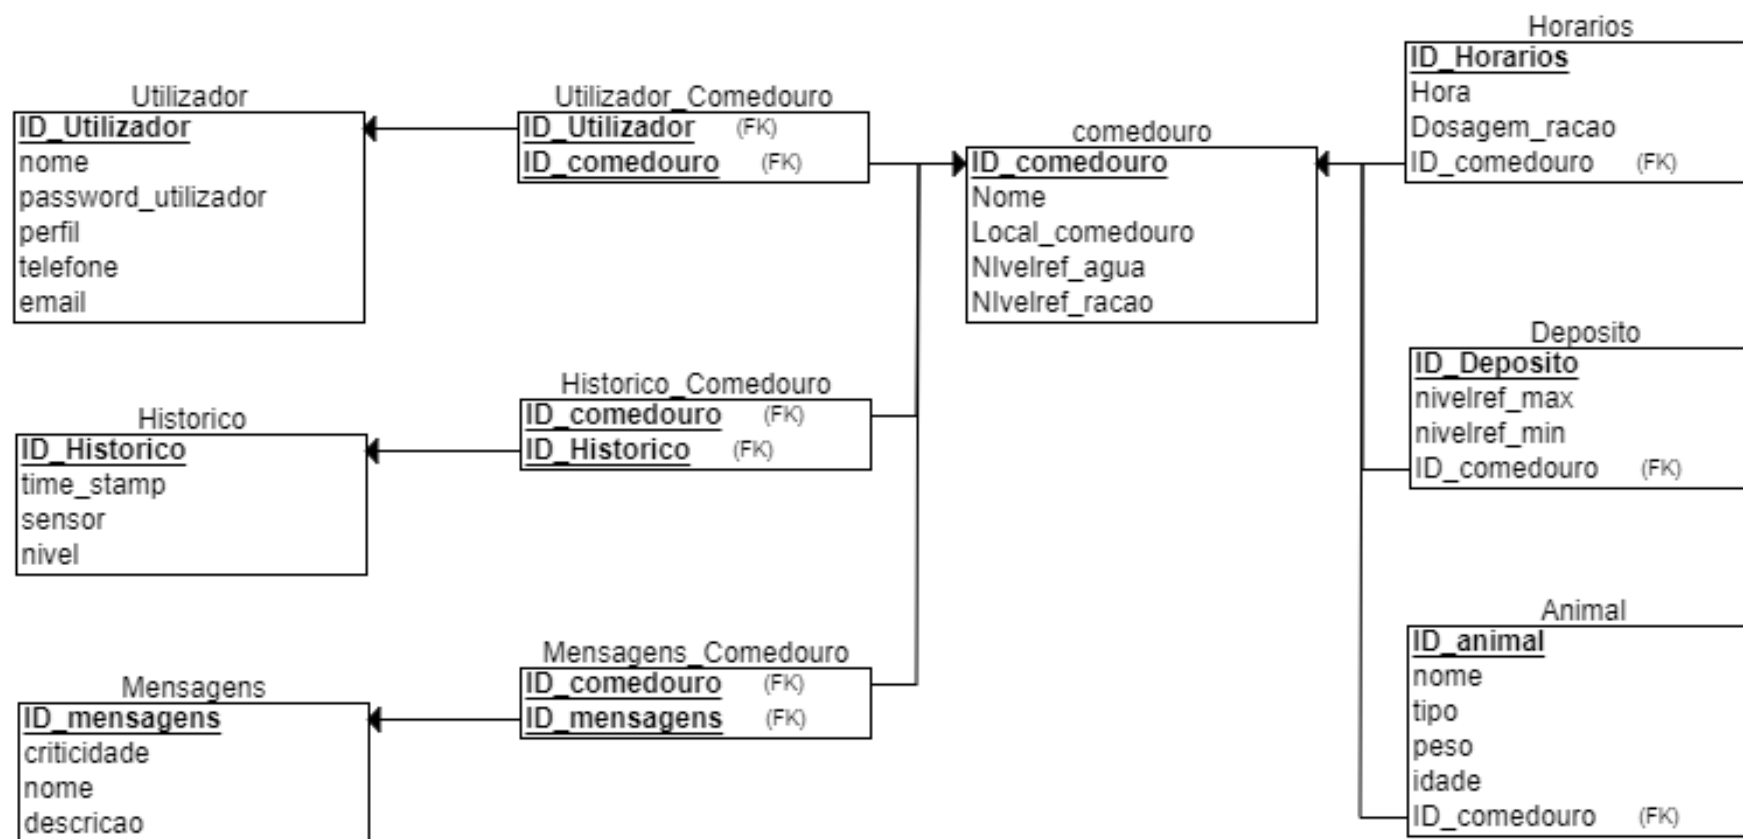 Utilizador
ID_Utilizador
nome
password_utilizador
perfil
telefone
email
Historico
ID_Historico
time_stamp
sensor
nivel
Mensagens
ID_mensagens
criticidade
nome
descricao
Utilizador_Comedouro
ID_Utilizador (FK)
ID_comedouro (FK)
Historico_Comedouro
ID_comedouro (FK)
ID_Historico (FK)
Mensagens_Comedouro
ID_comedouro (FK)
ID_mensagens (FK)
comedouro
ID_comedouro
Nome
Local_comedouro
NIvelref_agua
NIvelref_racao
Horarios
ID_Horarios
Hora
Dosagem_racao
ID_comedouro (FK)
Deposito
ID_Deposito
nivelref_max
nivelref_min
ID_comedouro (FK)
Animal
ID_animal
nome
tipo
peso
idade
ID_comedouro (FK)